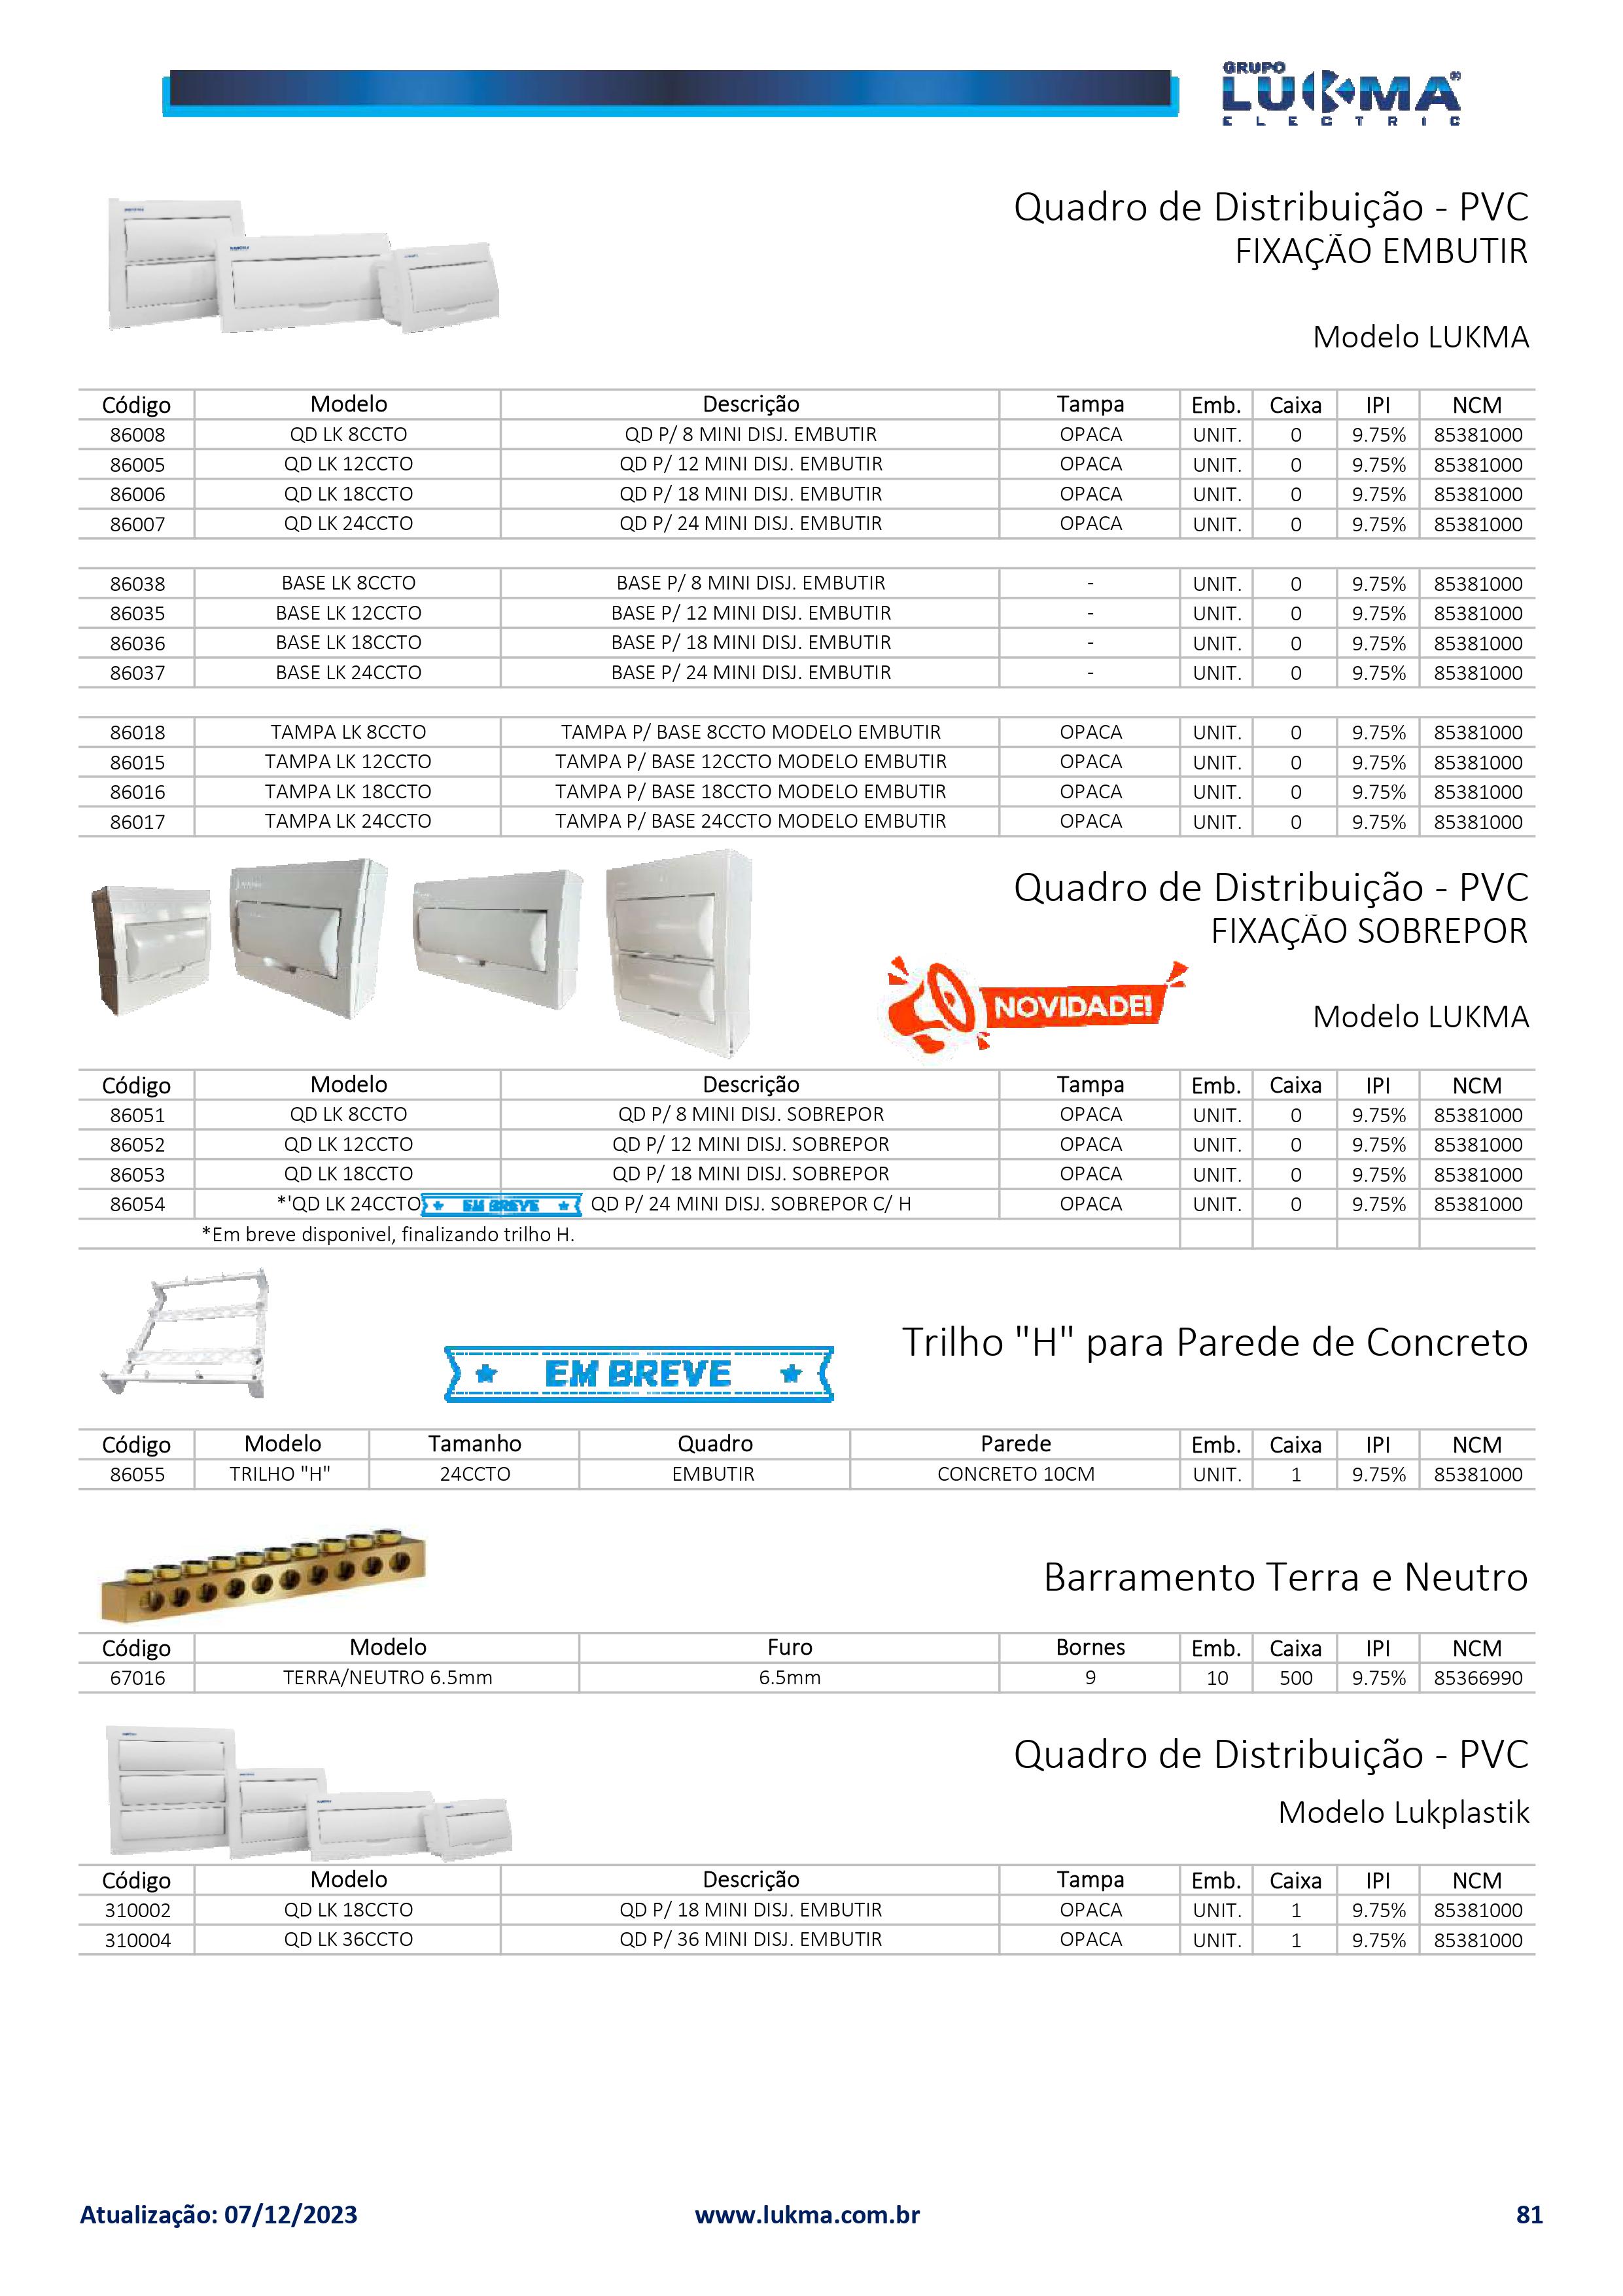 GRUPO
LUKMA®
ELECTRIC
Quadro de Distribuição - PVC
FIXAÇÃO EMBUTIR
Modelo LUKMA
Código Modelo Descrição Tampa Emb. Caixa IPI NCM
86008 QD LK 8CCTO QD P/ 8 MINI DISJ. EMBUTIR OPACA UNIT. 0 9.75% 85381000
86005 QD LK 12CCTO QD P/ 12 MINI DISJ. EMBUTIR OPACA UNIT. 0 9.75% 85381000
86006 QD LK 18CCTO QD P/ 18 MINI DISJ. EMBUTIR OPACA UNIT. 0 9.75% 85381000
86007 QD LK 24CCTO QD P/ 24 MINI DISJ. EMBUTIR OPACA UNIT. 0 9.75% 85381000
86038 BASE LK 8CCTO BASE P/ 8 MINI DISJ. EMBUTIR - UNIT. 0 9.75% 85381000
86035 BASE LK 12CCTO BASE P/ 12 MINI DISJ. EMBUTIR - UNIT. 0 9.75% 85381000
86036 BASE LK 18CCTO BASE P/ 18 MINI DISJ. EMBUTIR - UNIT. 0 9.75% 85381000
86037 BASE LK 24CCTO BASE P/ 24 MINI DISJ. EMBUTIR - UNIT. 0 9.75% 85381000
86018 TAMPA LK 8CCTO TAMPA P/ BASE 8CCTO MODELO EMBUTIR OPACA UNIT. 0 9.75% 85381000
86015 TAMPA LK 12CCTO TAMPA P/ BASE 12CCTO MODELO EMBUTIR OPACA UNIT. 0 9.75% 85381000
86016 TAMPA LK 18CCTO TAMPA P/ BASE 18CCTO MODELO EMBUTIR OPACA UNIT. 0 9.75% 85381000
86017 TAMPA LK 24CCTO TAMPA P/ BASE 24CCTO MODELO EMBUTIR OPACA UNIT. 0 9.75% 85381000
Quadro de Distribuição - PVC
FIXAÇÃO SOBREPOR
NOVIDADE!
Modelo LUKMA
Código Modelo Descrição Tampa Emb. Caixa IPI NCM
86051 QD LK 8CCTO QD P/ 8 MINI DISJ. SOBREPOR OPACA UNIT. 0 9.75% 85381000
86052 QD LK 12CCTO QD P/ 12 MINI DISJ. SOBREPOR OPACA UNIT. 0 9.75% 85381000
86053 QD LK 18CCTO QD P/ 18 MINI DISJ. SOBREPOR OPACA UNIT. 0 9.75% 85381000
86054 *'QD LK 24CCTO EM BREVE QD P/ 24 MINI DISJ. SOBREPOR C/ H OPACA UNIT. 0 9.75% 85381000
*Em breve disponivel, finalizando trilho H.
Trilho "H" para Parede de Concreto
EM BREVE
Código Modelo Tamanho Quadro Parede Emb. Caixa IPI NCM
86055 TRILHO "H" 24CCTO EMBUTIR CONCRETO 10CM UNIT. 1 9.75% 85381000
Barramento Terra e Neutro
Código Modelo Furo Bornes Emb. Caixa IPI NCM
67016 TERRA/NEUTRO 6.5mm 6.5mm 9 10 500 9.75% 85366990
Quadro de Distribuição - PVC
Modelo Lukplastik
Código Modelo Descrição Tampa Emb. Caixa IPI NCM
310002 QD LK 18CCTO QD P/ 18 MINI DISJ. EMBUTIR OPACA UNIT. 1 9.75% 85381000
310004 QD LK 36CCTO QD P/ 36 MINI DISJ. EMBUTIR OPACA UNIT. 1 9.75% 85381000
Atualização: 07/12/2023 www.lukma.com.br 81